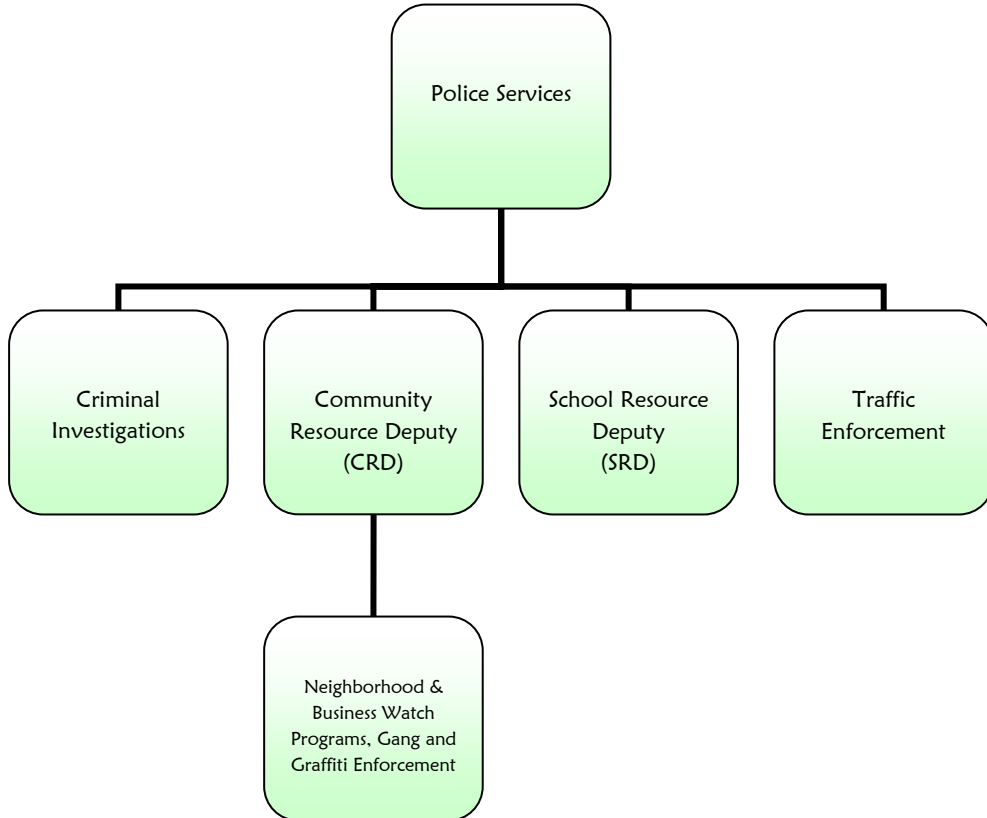 Police Services
Criminal
Investigations
Community
Resource Deputy
(CRD)
School Resource
Deputy
(SRD)
Traffic
Enforcement
Neighborhood &
Business Watch
Programs, Gang and
Graffiti Enforcement